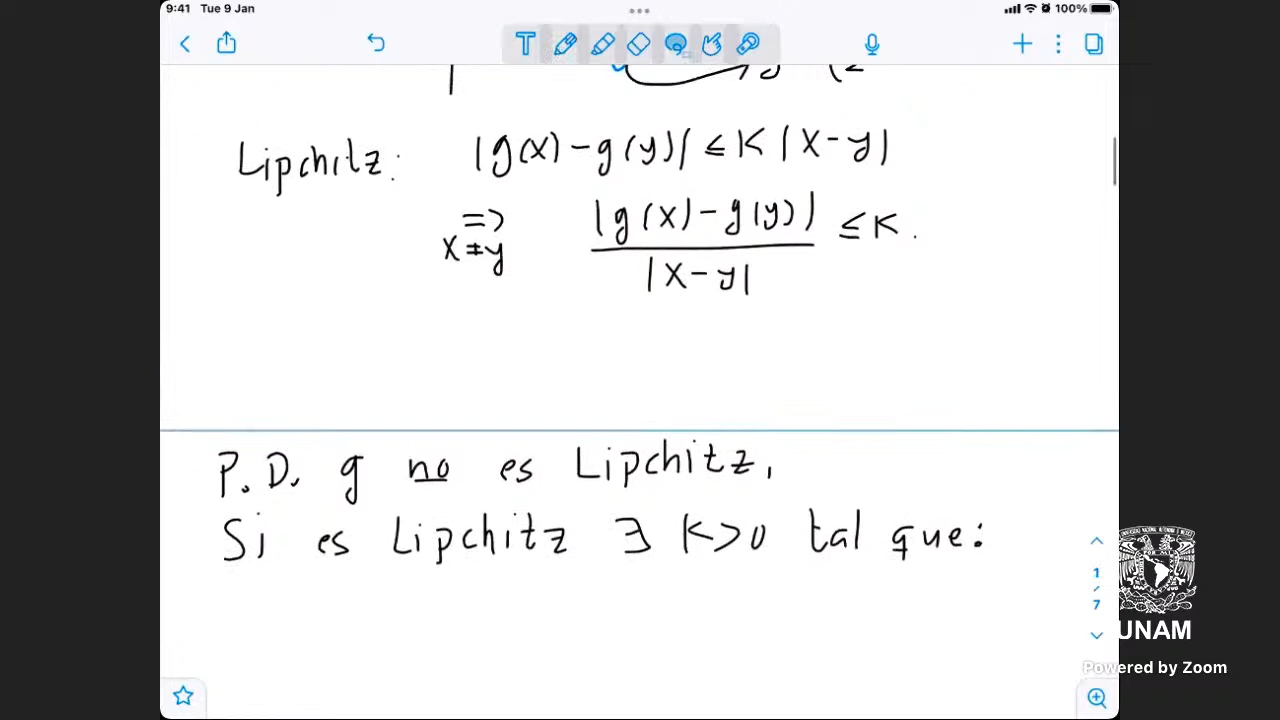 9:41 Tue 9 Jan 100%
Lipchitz: |g(x)-g(y)| ≤ K |x-y|
=> |g(x)-g(y)| ≤ K.
x≠y |x-y|
P.D. g no es Lipchitz,
Si es Lipchitz ∃ K>0 tal que:
1
/
7
UNAM
Powered by Zoom